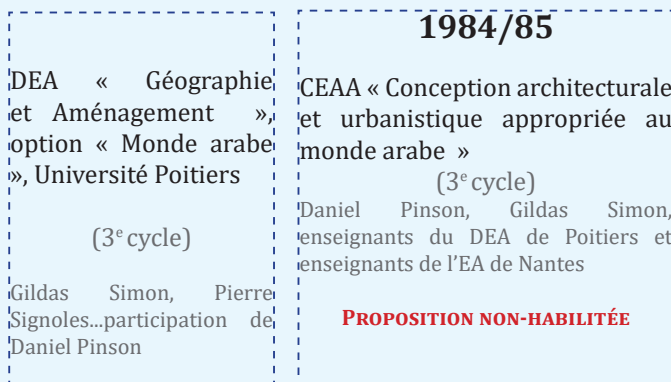 DEA « Géographie
et Aménagement »,
option « Monde arabe
», Université Poitiers
(3e cycle)
Gildas Simon, Pierre
Signoles...participation de
Daniel Pinson
1984/85
CEAA « Conception architecturale
et urbanistique appropriée au
monde arabe »
(3e cycle)
Daniel Pinson, Gildas Simon,
enseignants du DEA de Poitiers et
enseignants de l'EA de Nantes
PROPOSITION NON-HABILITÉE